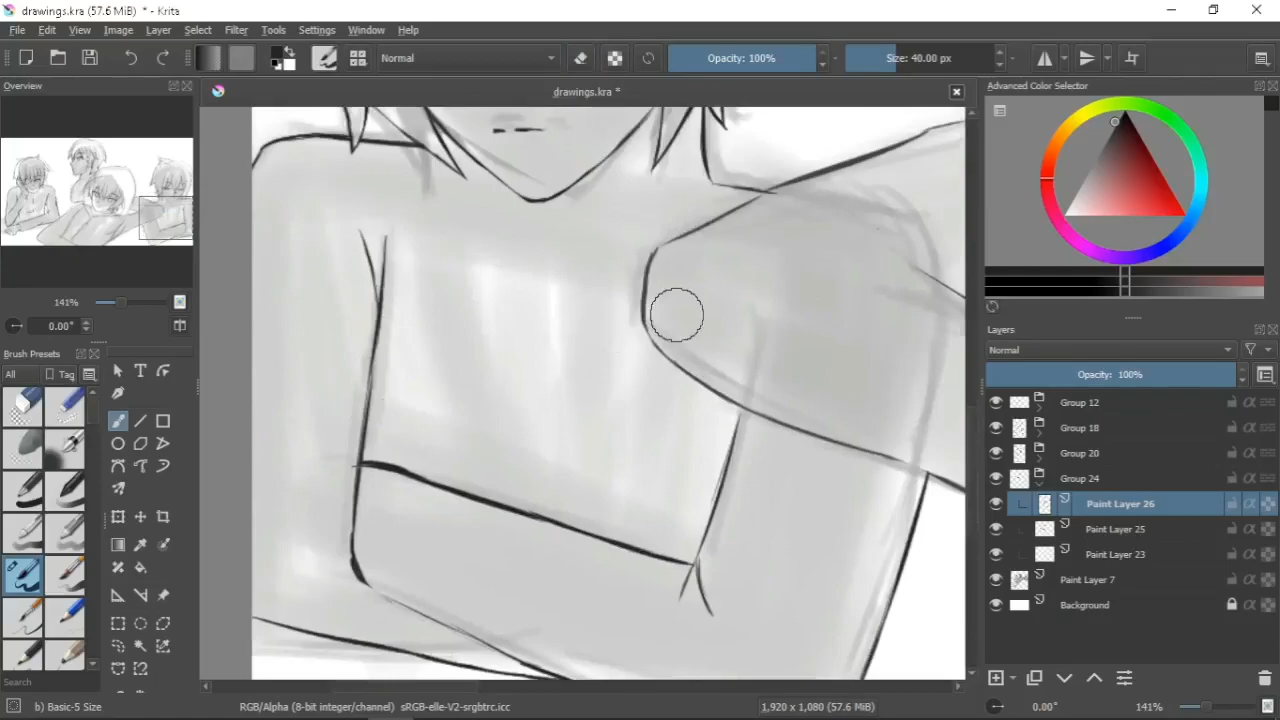 drawings.kra (57.6 MiB) * - Krita
File Edit View Image Layer Select Filter Tools Settings Window Help
Normal
Opacity: 100%
Size: 40.00 px
Overview
drawings.kra *
Advanced Color Selector
141%
0.00°
Brush Presets
All
Tag
Search
Layers
Normal
Opacity: 100%
Group 12
Group 18
Group 20
Group 24
Paint Layer 26
Paint Layer 25
Paint Layer 23
Paint Layer 7
Background
b) Basic-5 Size
RGB/Alpha (8-bit integer/channel) sRGB-elle-V2-srgbtrc.icc
1,920 x 1,080 (57.6 MiB)
0.00°
141%